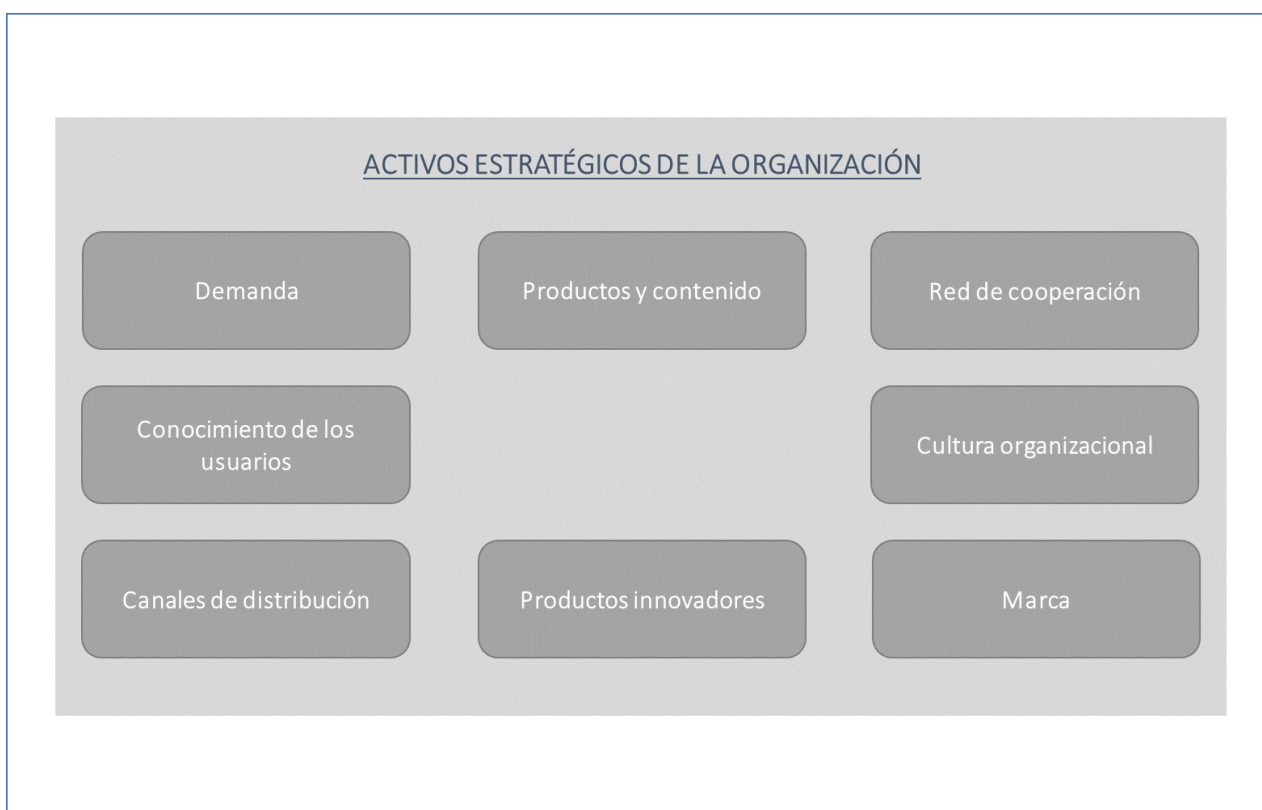 ACTIVOS ESTRATÉGICOS DE LA ORGANIZACIÓN
Demanda
Productos y contenido
Red de cooperación
Conocimiento de los
usuarios
Cultura organizacional
Canales de distribución
Productos innovadores
Marca